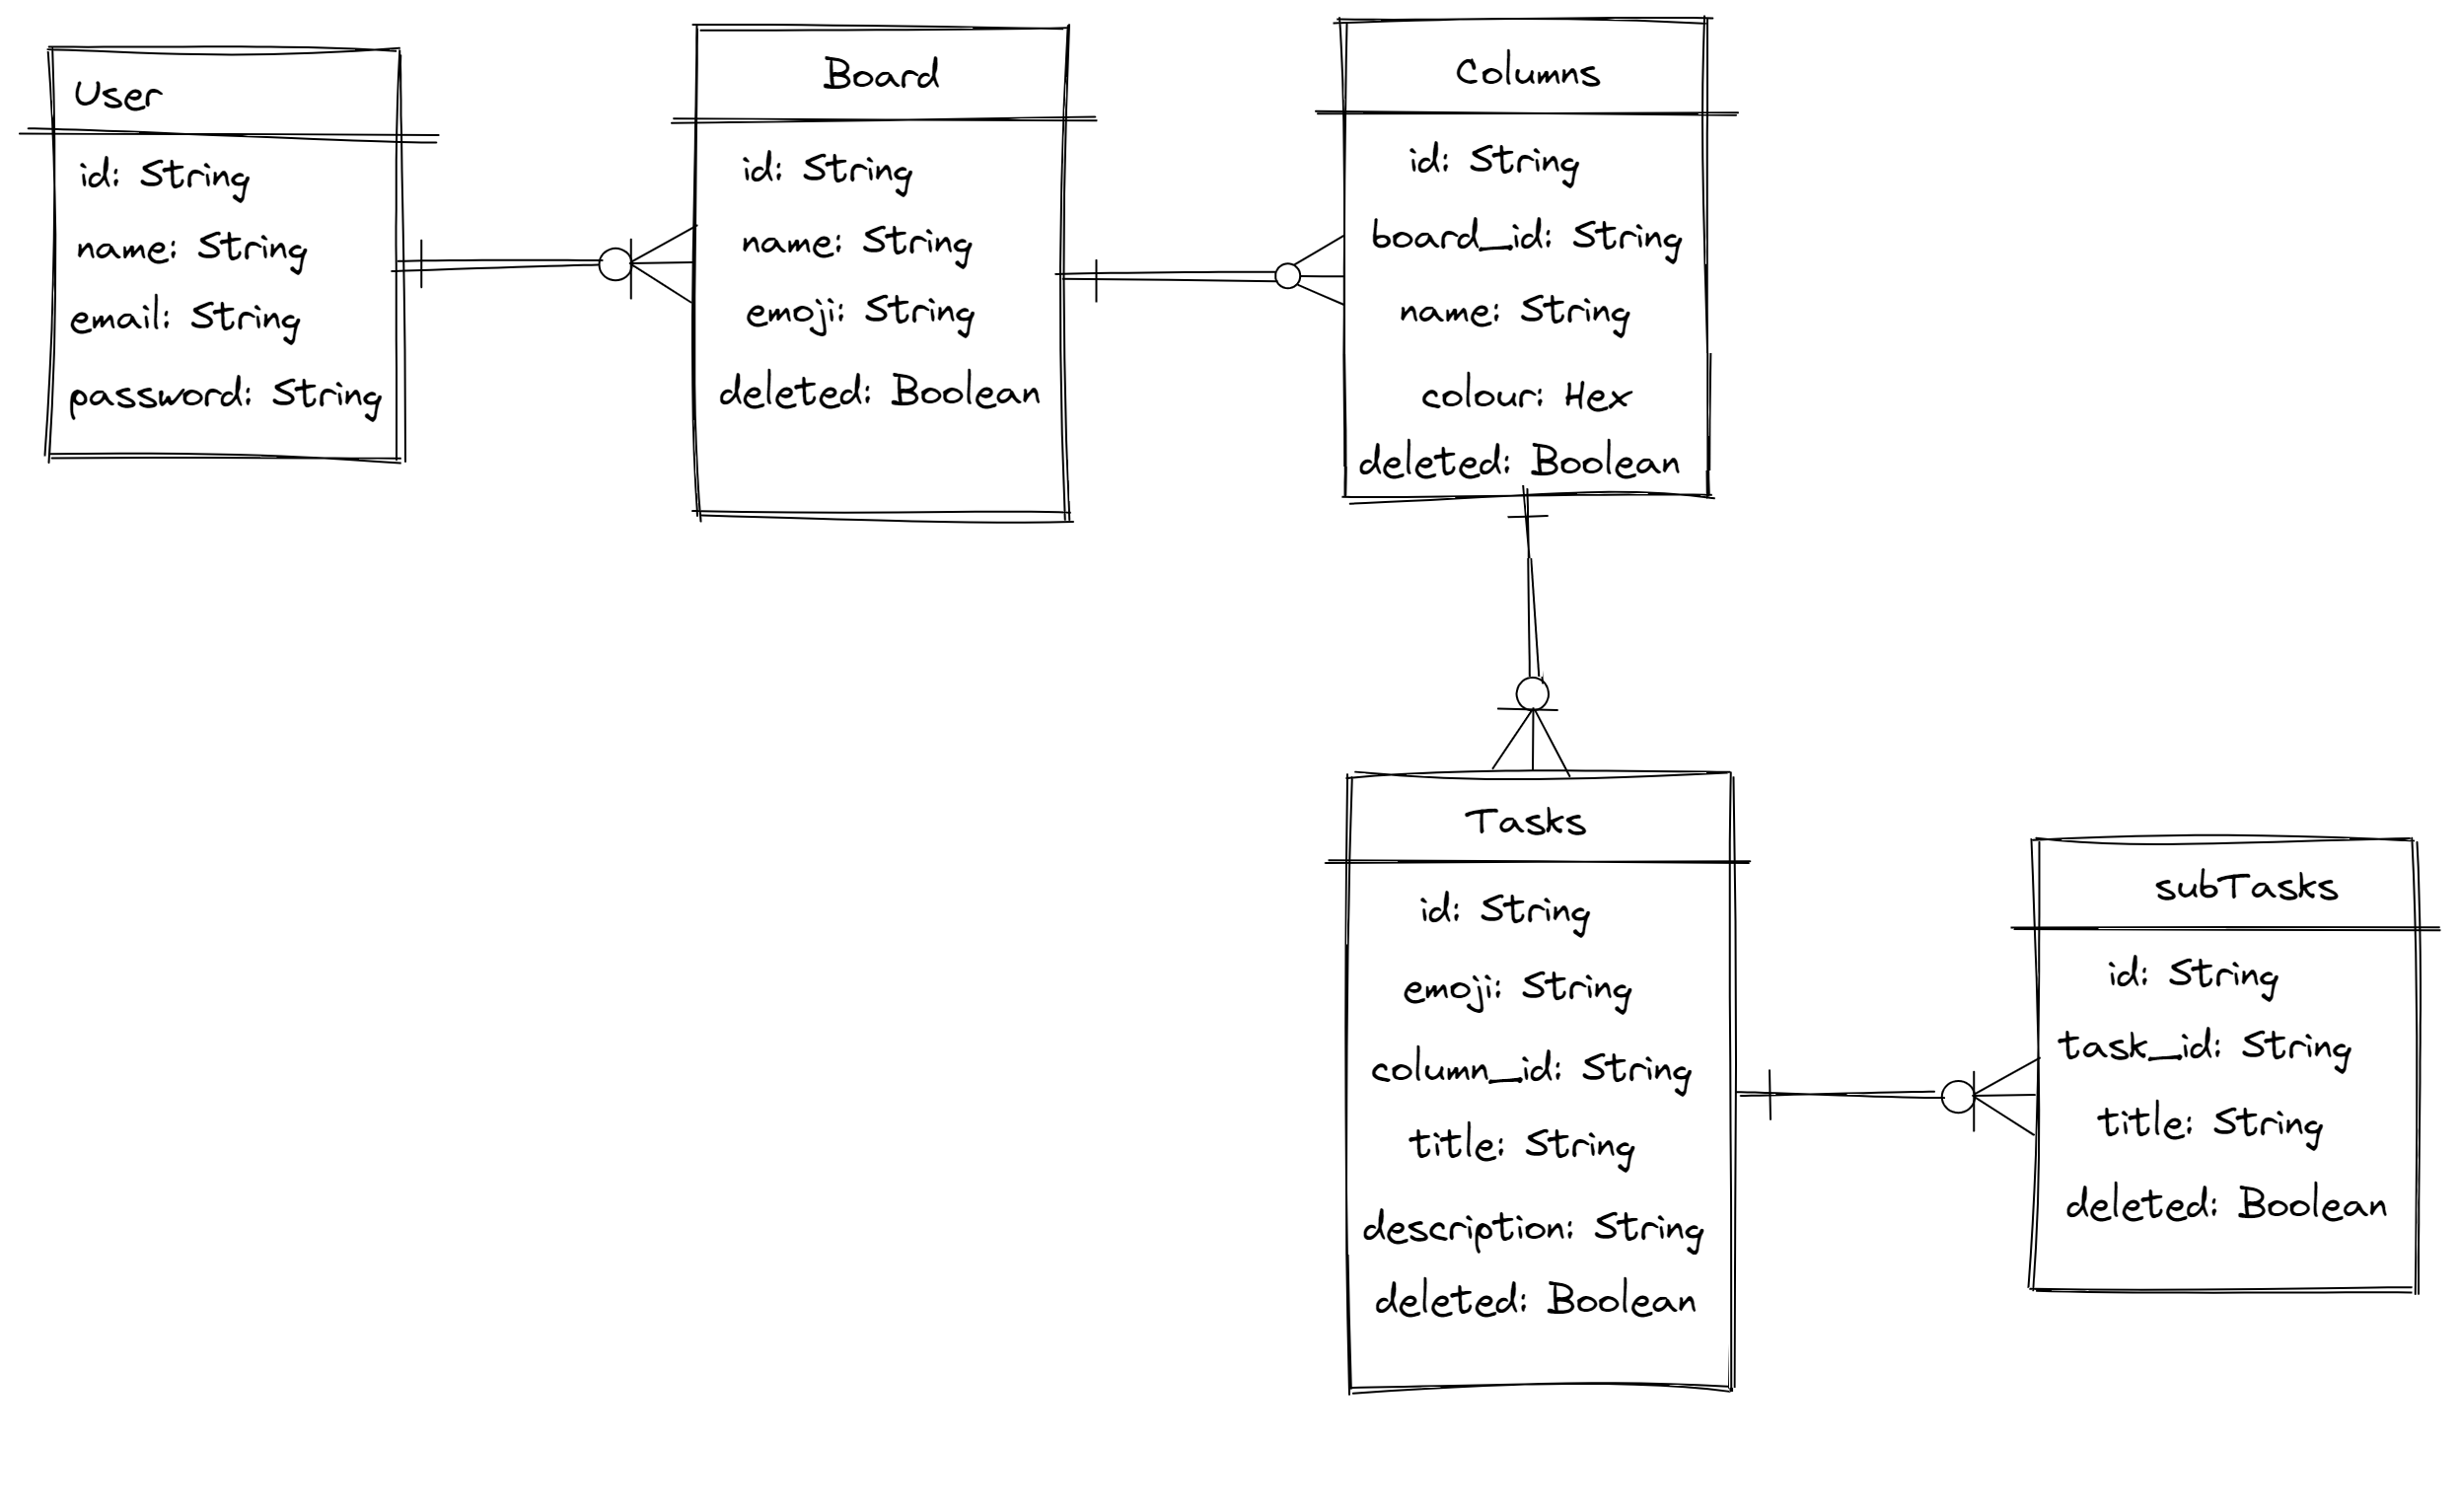 User
id: String
name: String
email: String
password: String
Board
id: String
name: String
emoji: String
deleted: Boolean
Columns
id: String
board_id: String
name: String
colour: Hex
deleted: Boolean
Tasks
id: String
emoji: String
column_id: String
title: String
description: String
deleted: Boolean
subTasks
id: String
task_id: String
title: String
deleted: Boolean